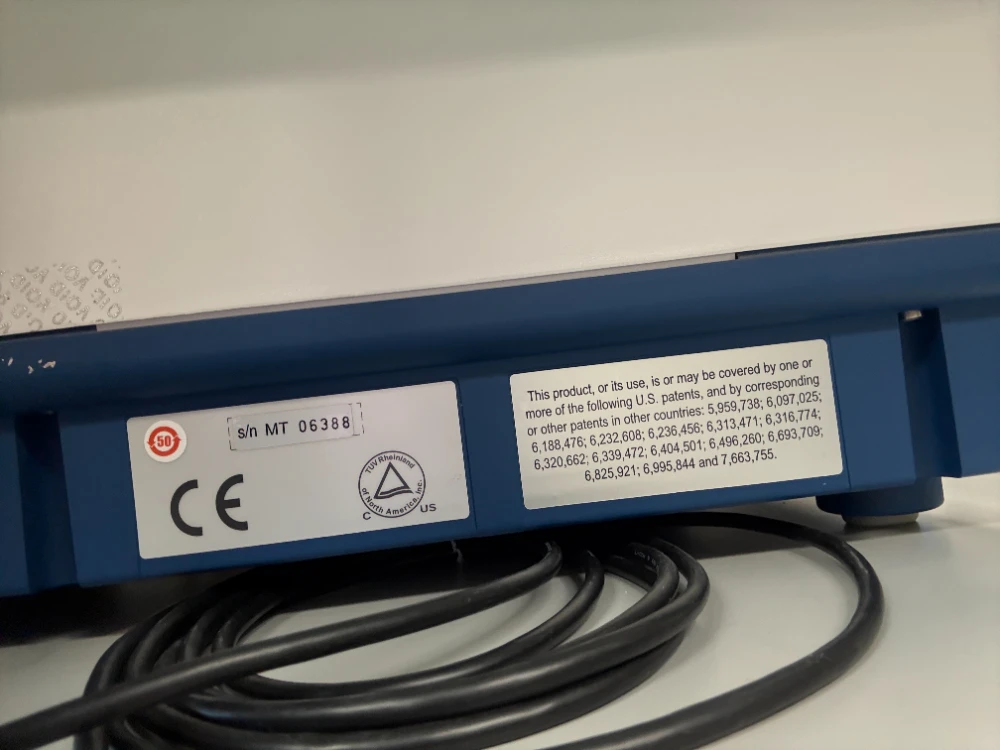 50
s/n MT 06388
CE
TUV Rheinland
of North America, Inc.
C US
This product, or its use, is or may be covered by one or
more of the following U.S. patents, and by corresponding
or other patents in other countries: 5,959,738; 6,097,025;
6,188,476; 6,232,608; 6,236,456; 6,313,471; 6,316,774;
6,320,662; 6,339,472; 6,404,501; 6,496,260; 6,693,709;
6,825,921; 6,995,844 and 7,663,755.